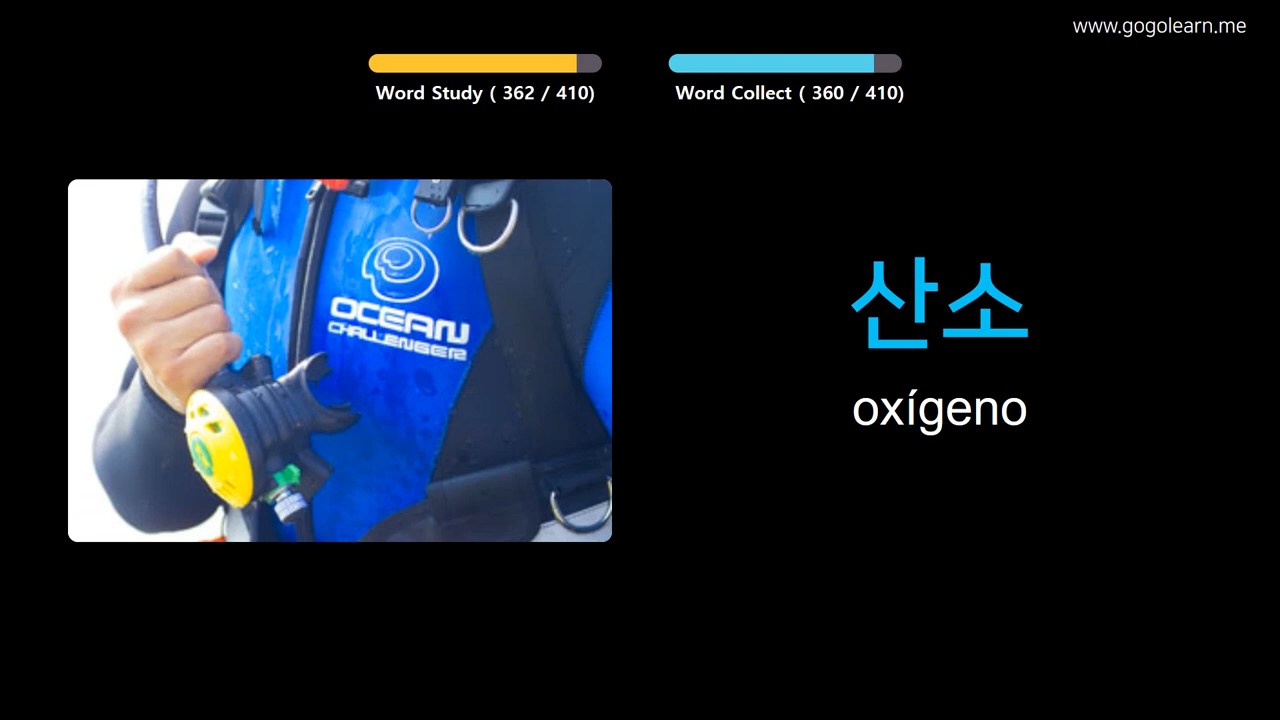 www.gogolearn.me
Word Study ( 362 / 410)
Word Collect ( 360 / 410)
OCEAN
CHALLENGER
산소
oxígeno